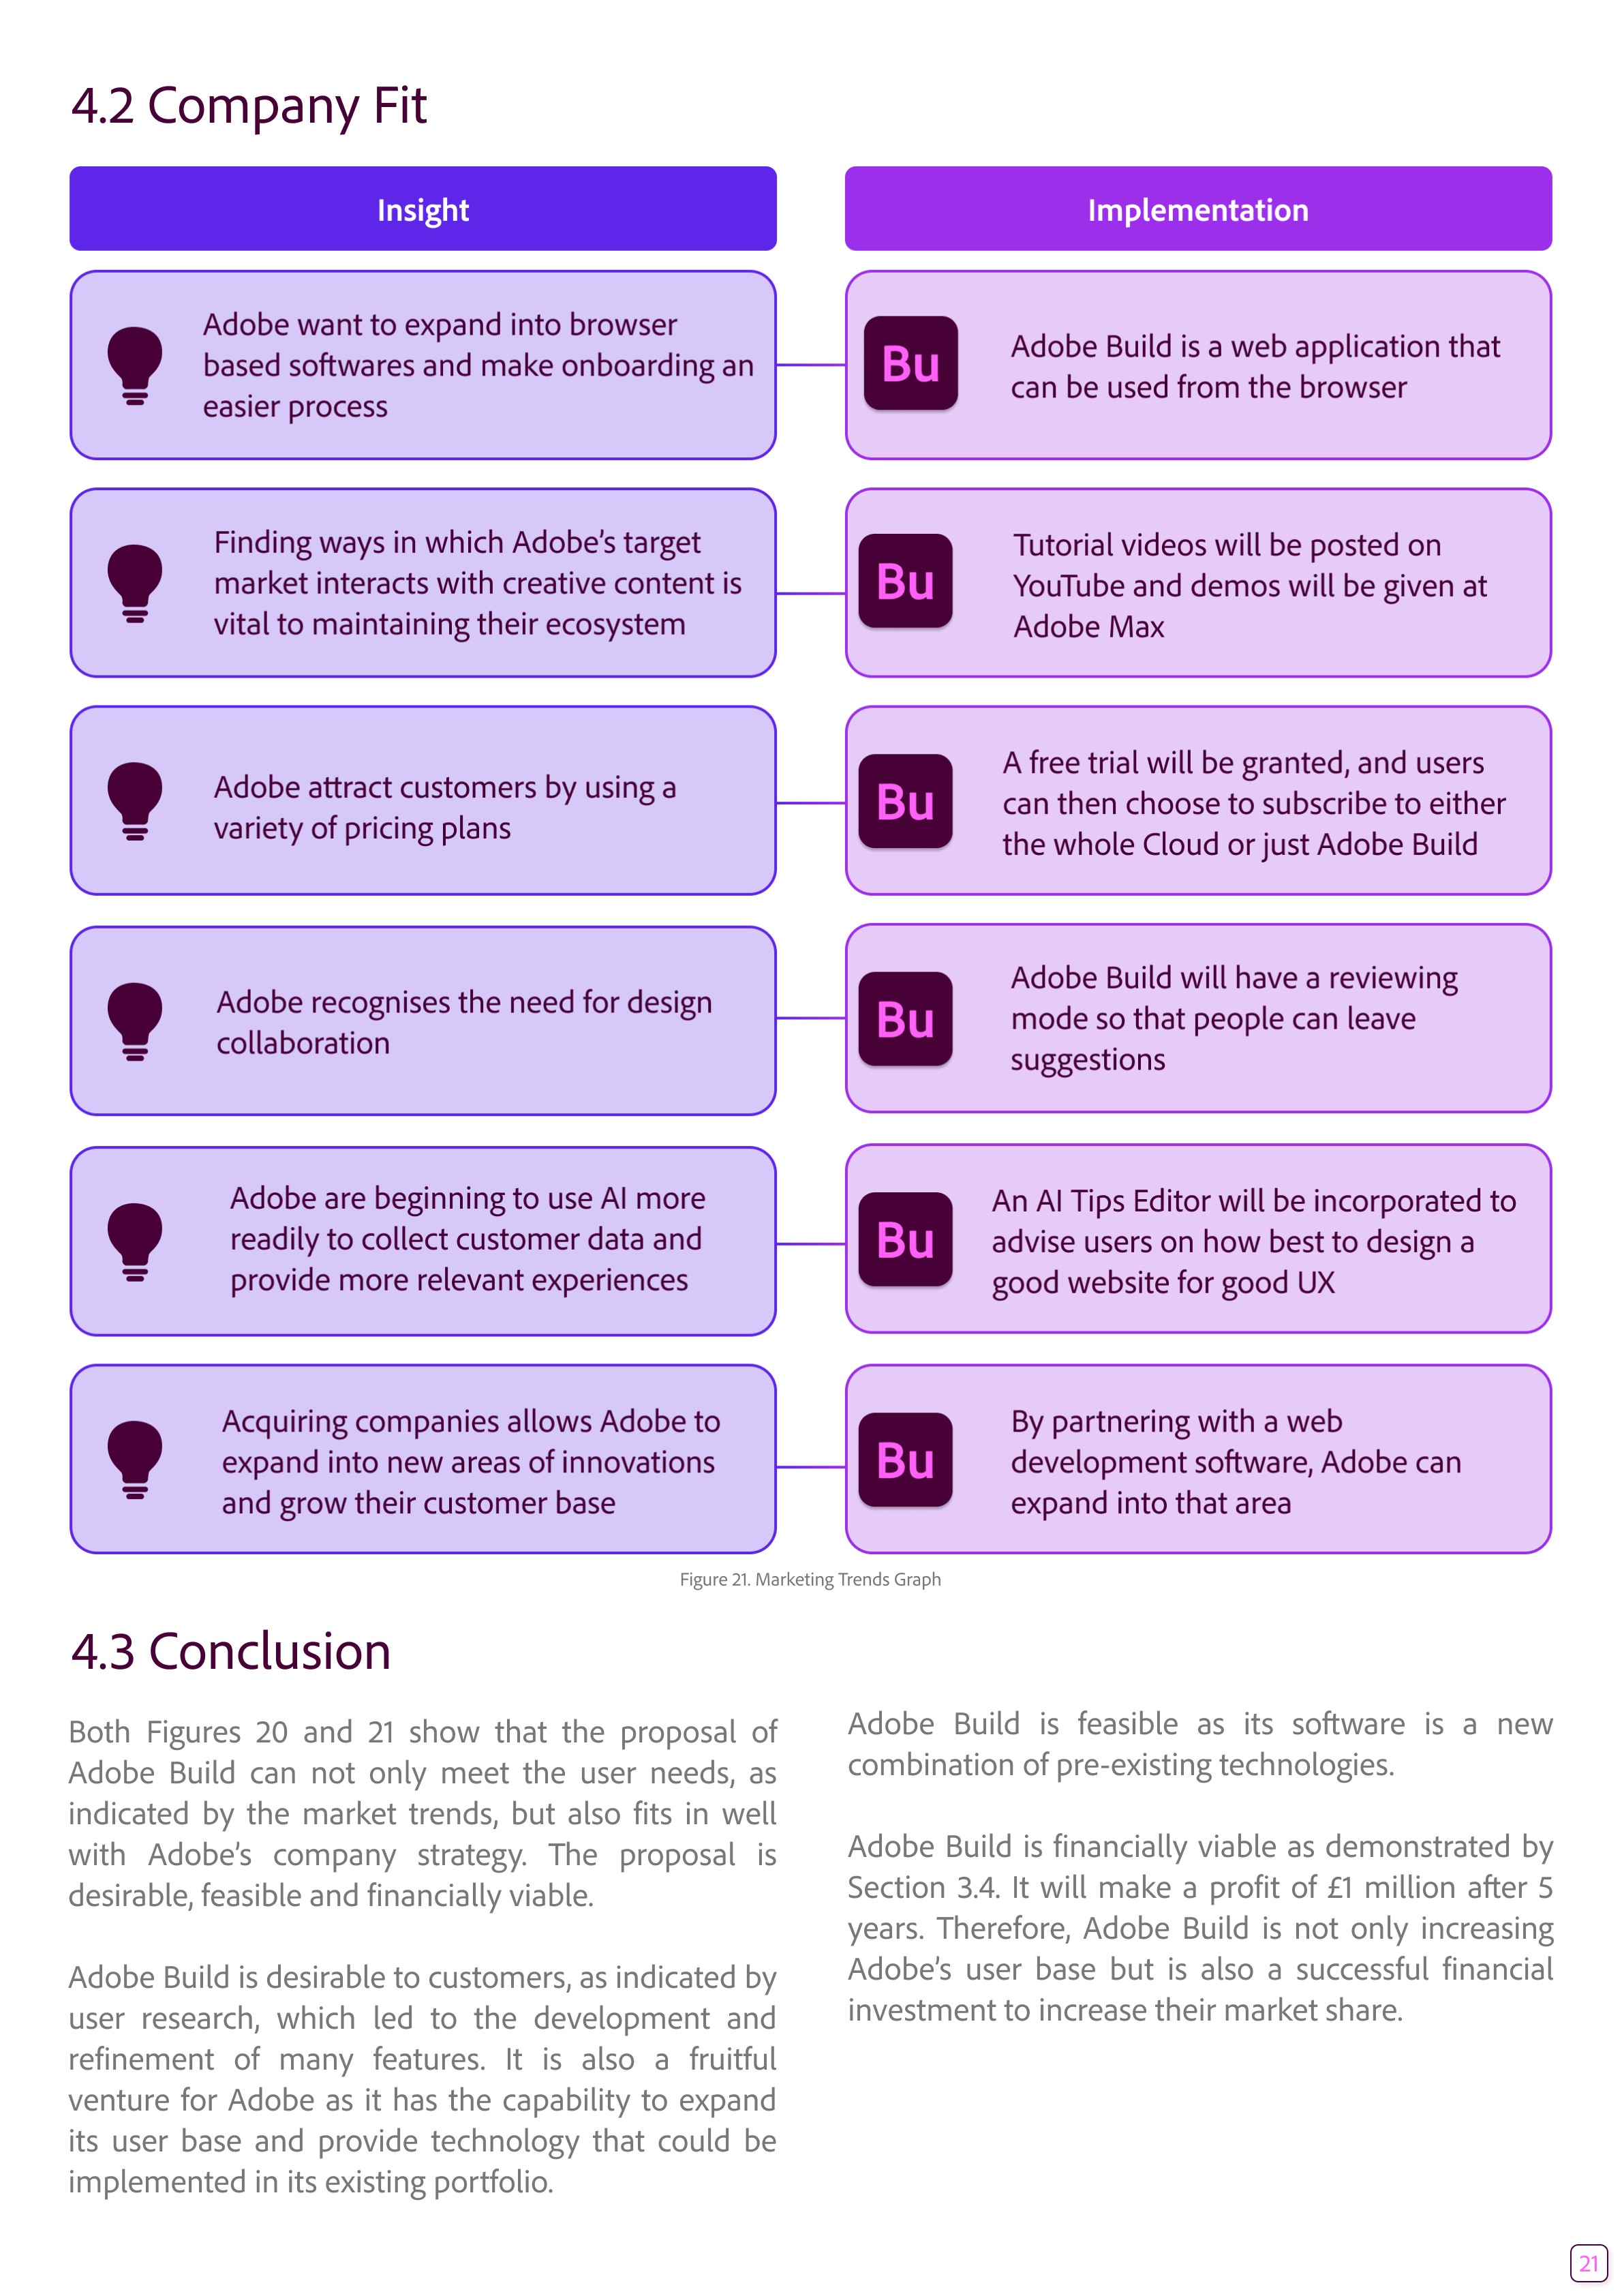 4.2 Company Fit
Insight
Implementation
Adobe want to expand into browser
based softwares and make onboarding an
easier process
Bu
Adobe Build is a web application that
can be used from the browser
Finding ways in which Adobe’s target
market interacts with creative content is
vital to maintaining their ecosystem
Bu
Tutorial videos will be posted on
YouTube and demos will be given at
Adobe Max
Adobe attract customers by using a
variety of pricing plans
Bu
A free trial will be granted, and users
can then choose to subscribe to either
the whole Cloud or just Adobe Build
Adobe recognises the need for design
collaboration
Bu
Adobe Build will have a reviewing
mode so that people can leave
suggestions
Adobe are beginning to use AI more
readily to collect customer data and
provide more relevant experiences
Bu
An AI Tips Editor will be incorporated to
advise users on how best to design a
good website for good UX
Acquiring companies allows Adobe to
expand into new areas of innovations
and grow their customer base
Bu
By partnering with a web
development software, Adobe can
expand into that area
Figure 21. Marketing Trends Graph
4.3 Conclusion
Both Figures 20 and 21 show that the proposal of
Adobe Build can not only meet the user needs, as
indicated by the market trends, but also fits in well
with Adobe’s company strategy. The proposal is
desirable, feasible and financially viable.
Adobe Build is desirable to customers, as indicated by
user research, which led to the development and
refinement of many features. It is also a fruitful
venture for Adobe as it has the capability to expand
its user base and provide technology that could be
implemented in its existing portfolio.
Adobe Build is feasible as its software is a new
combination of pre-existing technologies.
Adobe Build is financially viable as demonstrated by
Section 3.4. It will make a profit of £1 million after 5
years. Therefore, Adobe Build is not only increasing
Adobe’s user base but is also a successful financial
investment to increase their market share.
21